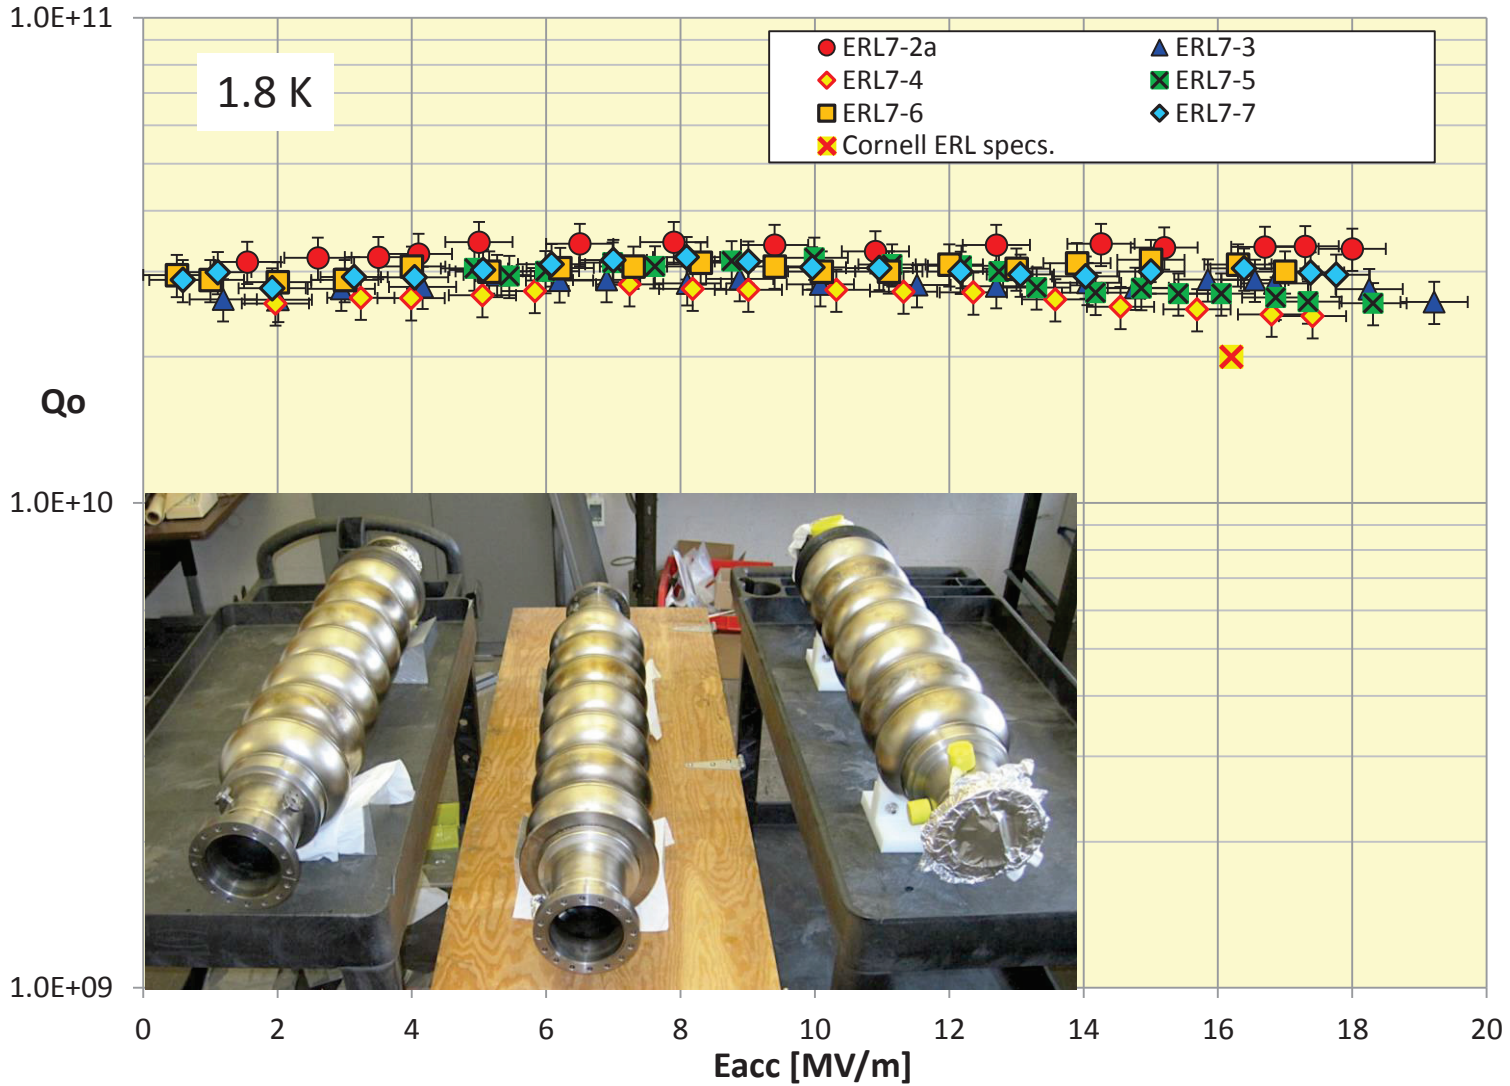 1.0E+11
1.8 K
ERL7-2a
ERL7-3
ERL7-4
ERL7-5
ERL7-6
ERL7-7
Cornell ERL specs.
Qo
1.0E+10
1.0E+09
0 2 4 6 8 10 12 14 16 18 20
Eacc [MV/m]